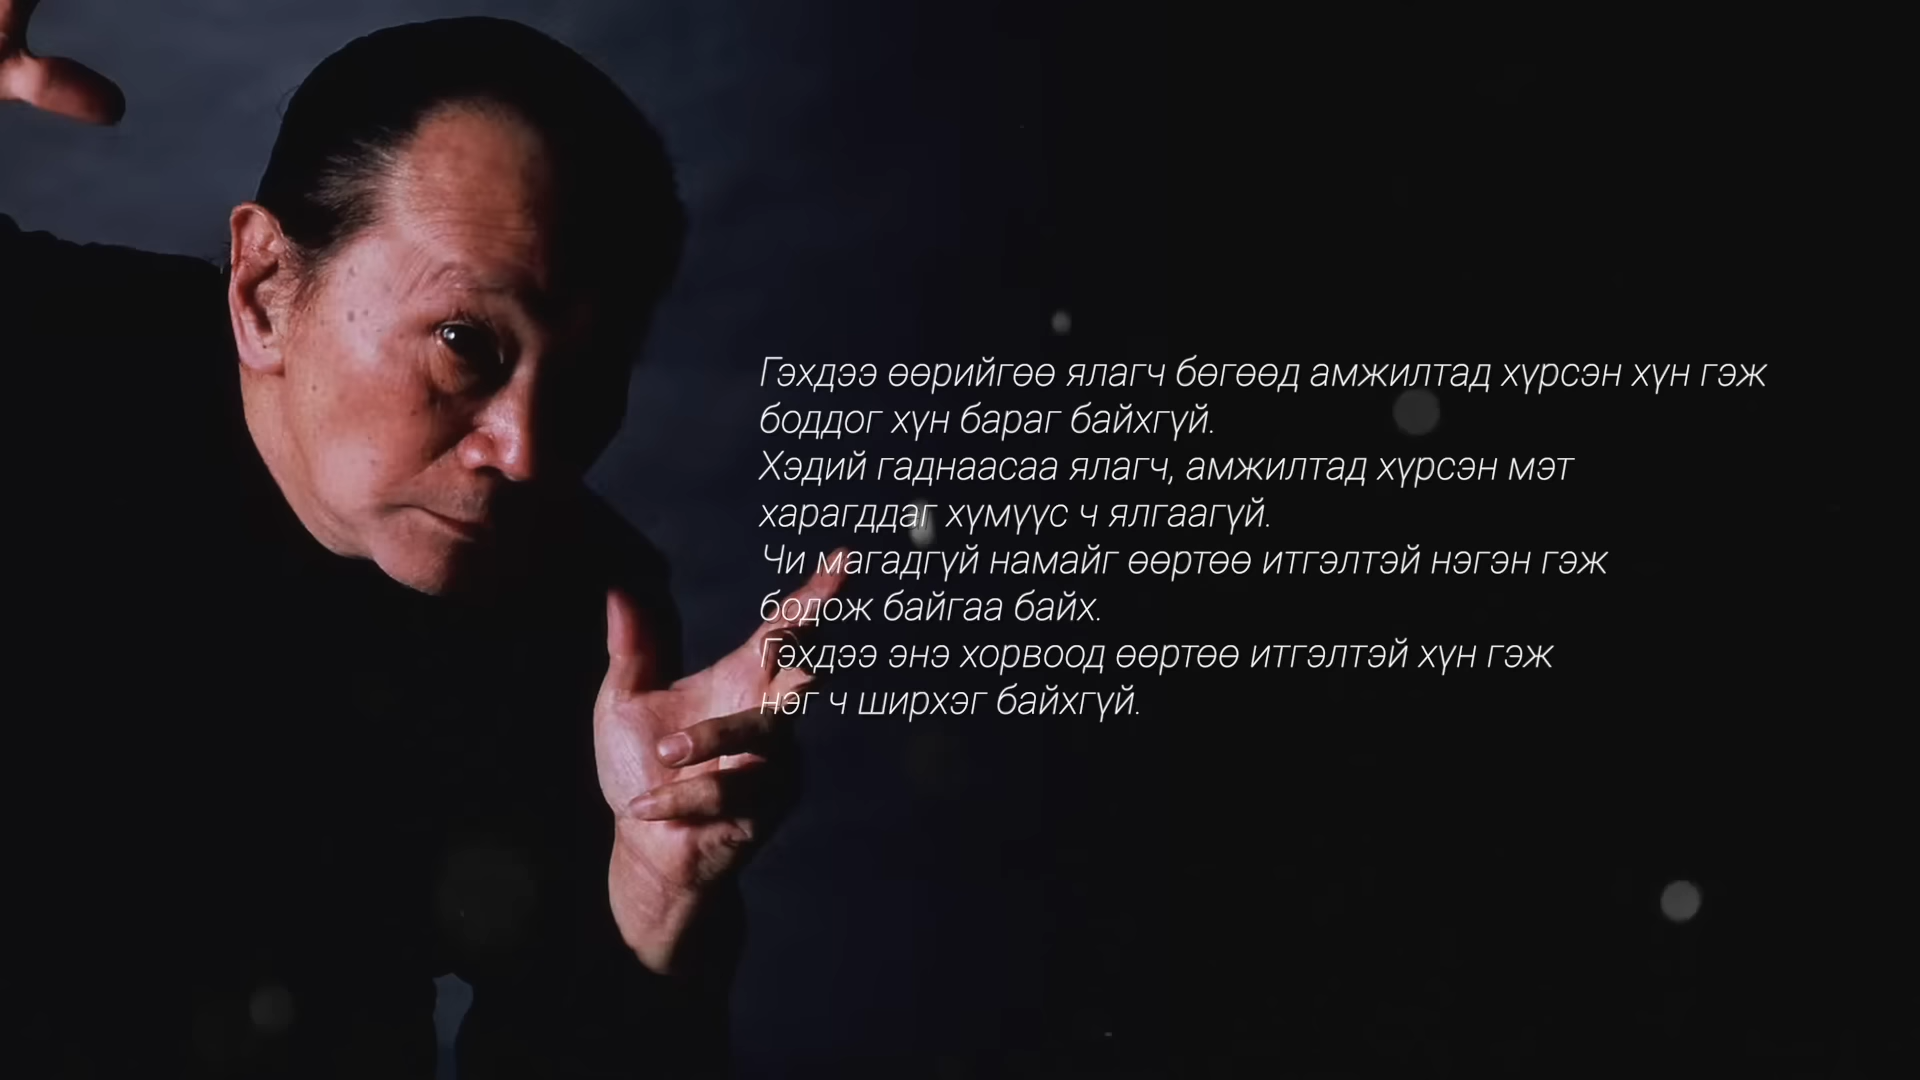 Гэхдээ өөрийгөө ялагч бөгөөд амжилтад хүрсэн хүн гэж
боддог хүн бараг байхгүй.
Хэдий гаднаасаа ялагч, амжилтад хүрсэн мэт
харагддаг хүмүүс ч ялгаагүй.
Чи магадгүй намайг өөртөө итгэлтэй нэгэн гэж
бодож байгаа байх.
Гэхдээ энэ хорвоод өөртөө итгэлтэй хүн гэж
нэг ч ширхэг байхгүй.